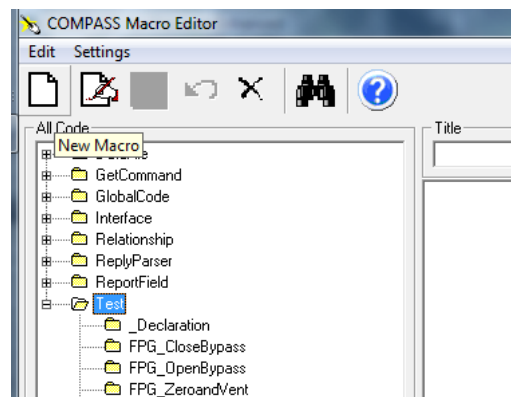 COMPASS Macro Editor
Edit Settings
All Code
Title
New Macro
GetCommand
GlobalCode
Interface
Relationship
ReplyParser
ReportField
Test
_Declaration
FPG_CloseBypass
FPG_OpenBypass
FPG_ZeroandVent